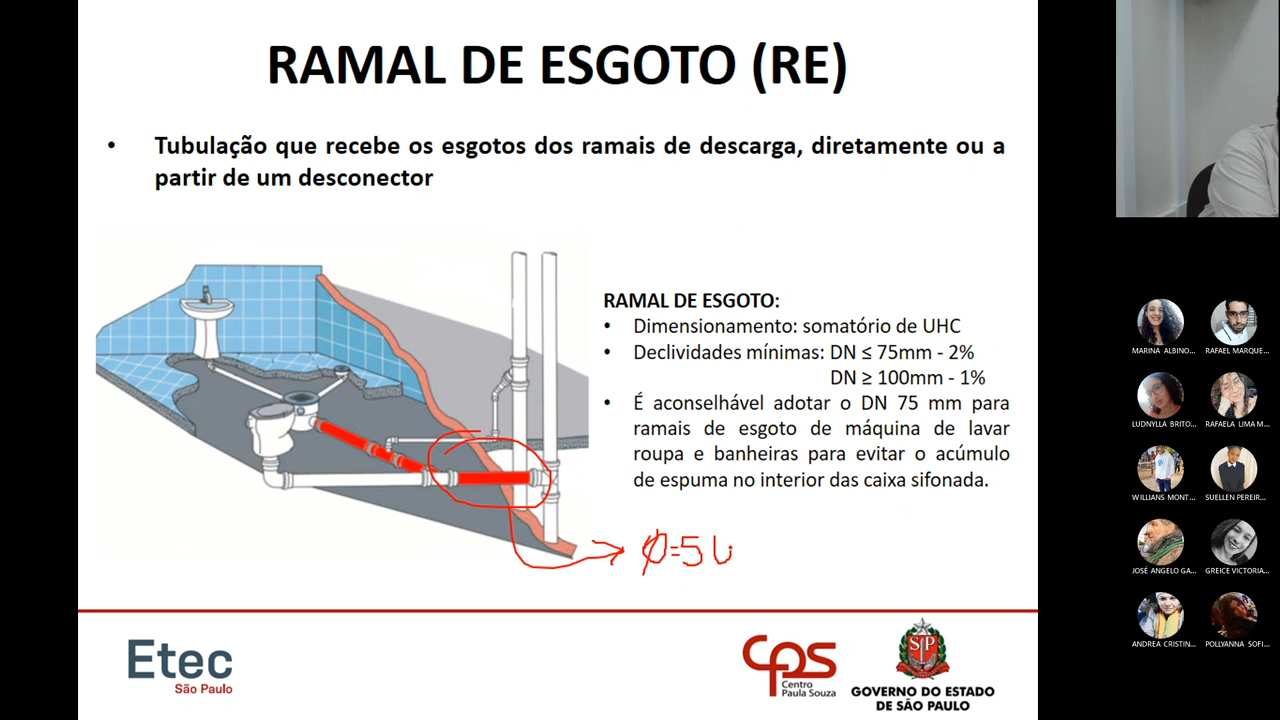 RAMAL DE ESGOTO (RE)
• Tubulação que recebe os esgotos dos ramais de descarga, diretamente ou a
partir de um desconector
RAMAL DE ESGOTO:
• Dimensionamento: somatório de UHC
• Declividades mínimas: DN ≤ 75mm - 2%
DN ≥ 100mm - 1%
• É aconselhável adotar o DN 75 mm para
ramais de esgoto de máquina de lavar
roupa e banheiras para evitar o acúmulo
de espuma no interior das caixa sifonada.
Etec
São Paulo
cps
Centro
Paula Souza
SP
GOVERNO DO ESTADO
DE SÃO PAULO
MARINA ALBINO...
RAFAEL MARQUE...
LUDNYLLA BRITO...
RAFAELA LIMA M...
WILLIANS MONT...
SUELLEN PEREIR...
JOSÉ ANGELO GA...
GREICE VICTORIA...
ANDREA CRISTIN...
POLLYANNA SOFI...